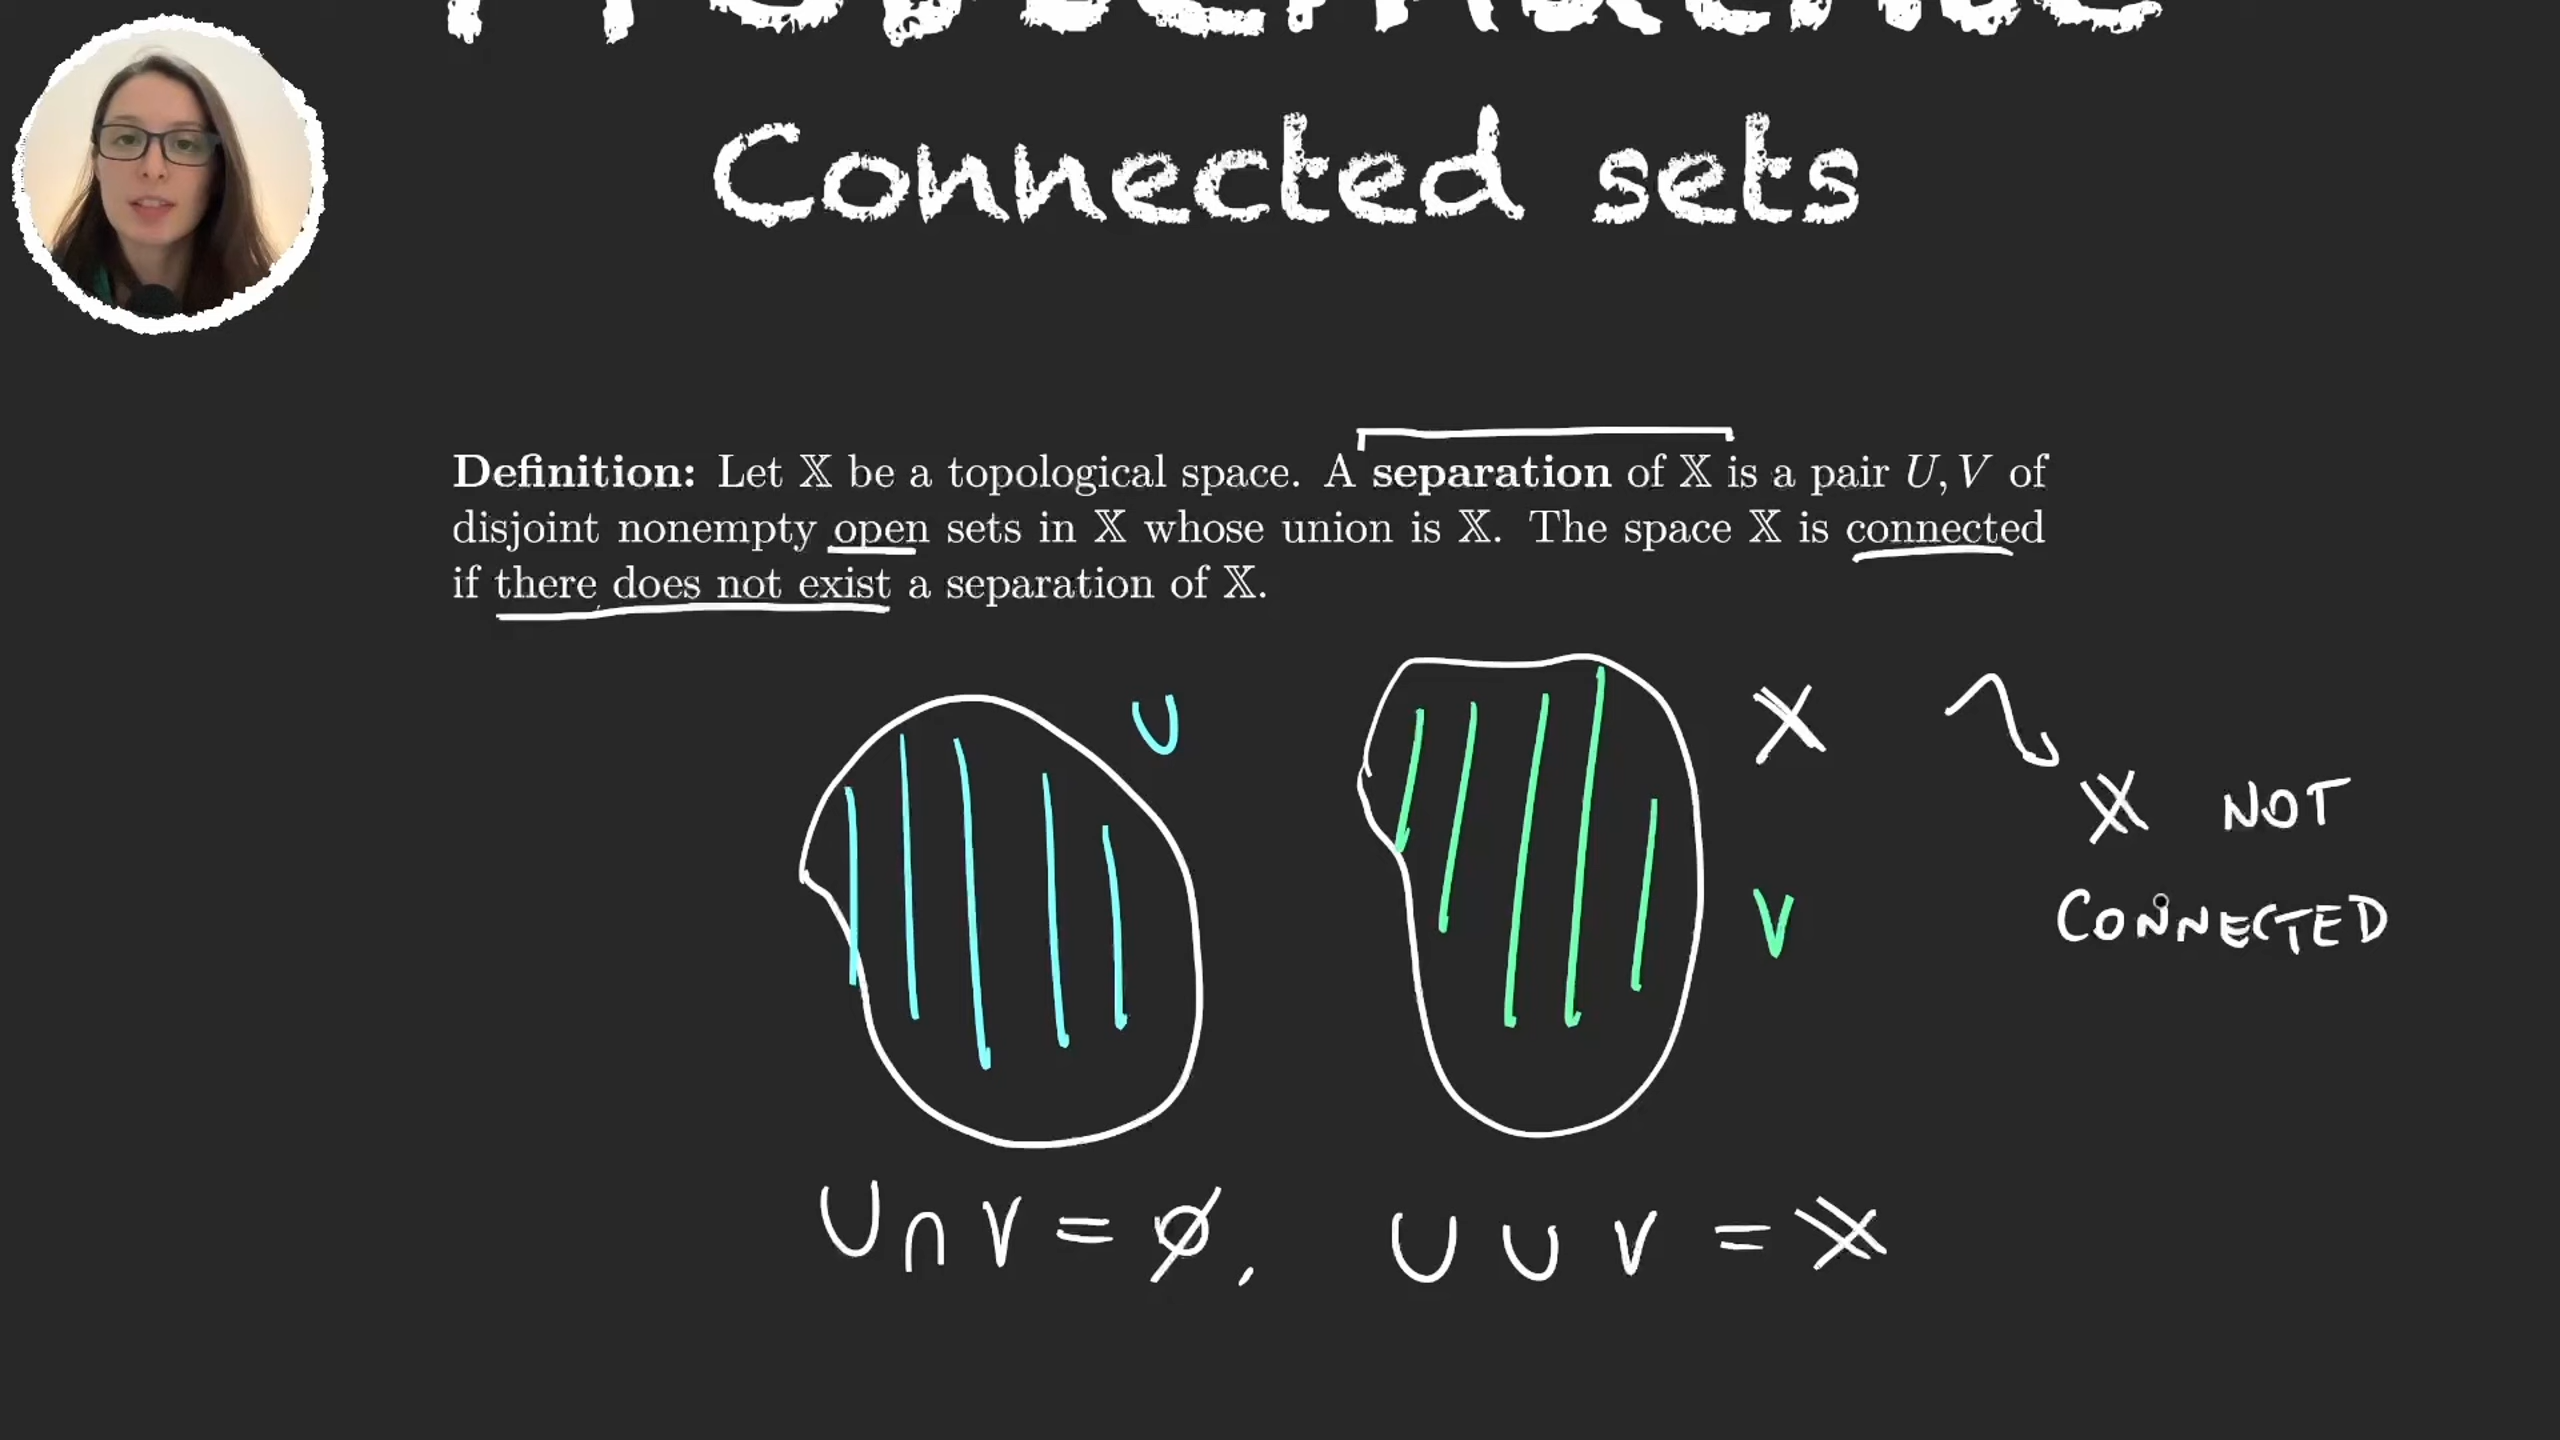 Connected sets
Definition: Let 𝕏 be a topological space. A separation of 𝕏 is a pair U, V of
disjoint nonempty open sets in 𝕏 whose union is 𝕏. The space 𝕏 is connected
if there does not exist a separation of 𝕏.
U
𝕏
𝕏 NOT
V
CONNECTED
U ∩ V = ∅,
U ∪ V = 𝕏